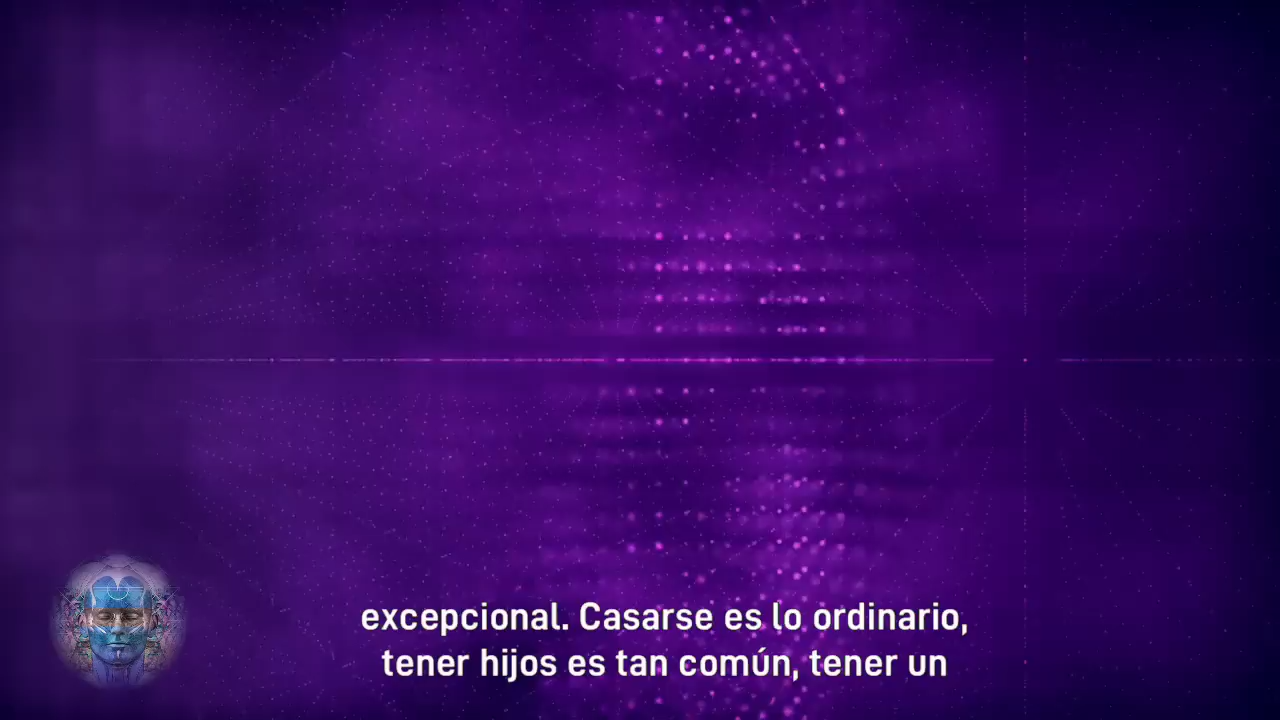 excepcional. Casarse es lo ordinario,
tener hijos es tan común, tener un